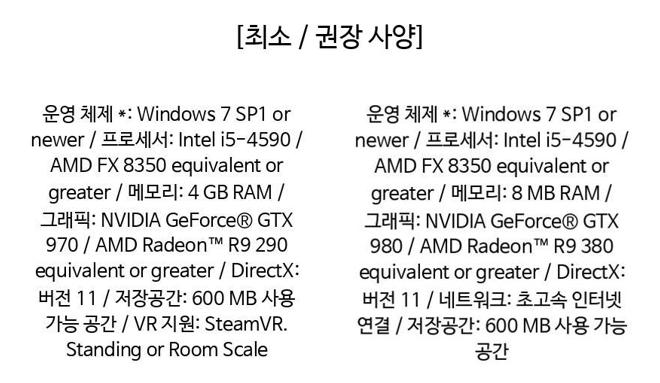 [최소 / 권장 사양]
운영 체제 *: Windows 7 SP1 or
newer / 프로세서: Intel i5-4590 /
AMD FX 8350 equivalent or
greater / 메모리: 4 GB RAM /
그래픽: NVIDIA GeForce® GTX
970 / AMD Radeon™ R9 290
equivalent or greater / DirectX:
버전 11 / 저장공간: 600 MB 사용
가능 공간 / VR 지원: SteamVR.
Standing or Room Scale
운영 체제 *: Windows 7 SP1 or
newer / 프로세서: Intel i5-4590 /
AMD FX 8350 equivalent or
greater / 메모리: 8 MB RAM /
그래픽: NVIDIA GeForce® GTX
980 / AMD Radeon™ R9 380
equivalent or greater / DirectX:
버전 11 / 네트워크: 초고속 인터넷
연결 / 저장공간: 600 MB 사용 가능
공간